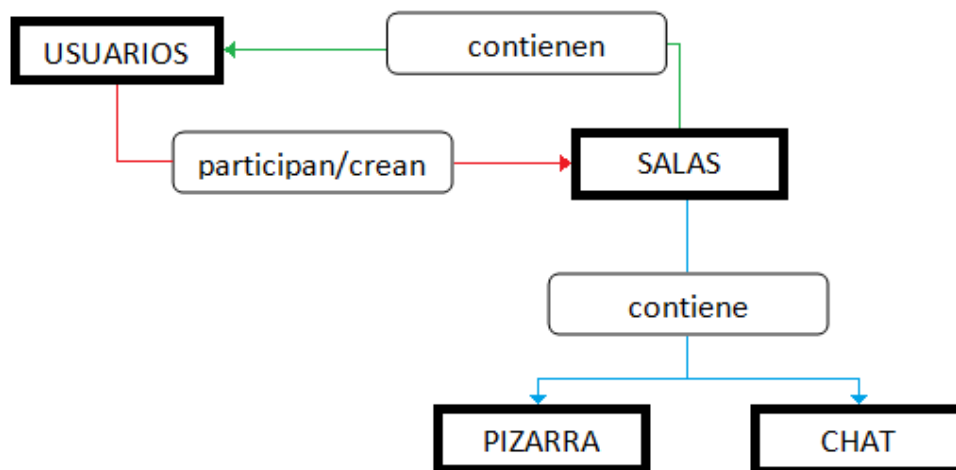 contienen
USUARIOS
participan/crean
SALAS
contiene
PIZARRA
CHAT